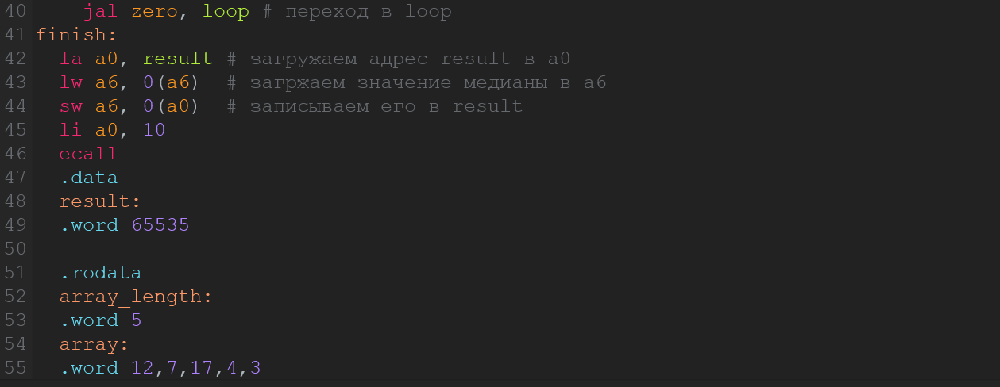 40 jal zero, loop # переход в loop
41 finish:
42 la a0, result # загружаем адрес result в a0
43 lw a6, 0(a6) # загржаем значение медианы в a6
44 sw a6, 0(a0) # записываем его в result
45 li a0, 10
46 ecall
47 .data
48 result:
49 .word 65535
50
51 .rodata
52 array_length:
53 .word 5
54 array:
55 .word 12,7,17,4,3